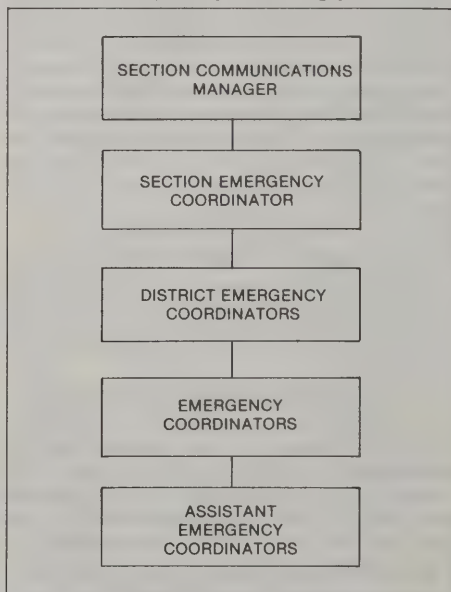 SECTION COMMUNICATIONS
MANAGER
SECTION EMERGENCY
COORDINATOR
DISTRICT EMERGENCY
COORDINATORS
EMERGENCY
COORDINATORS
ASSISTANT
EMERGENCY
COORDINATORS